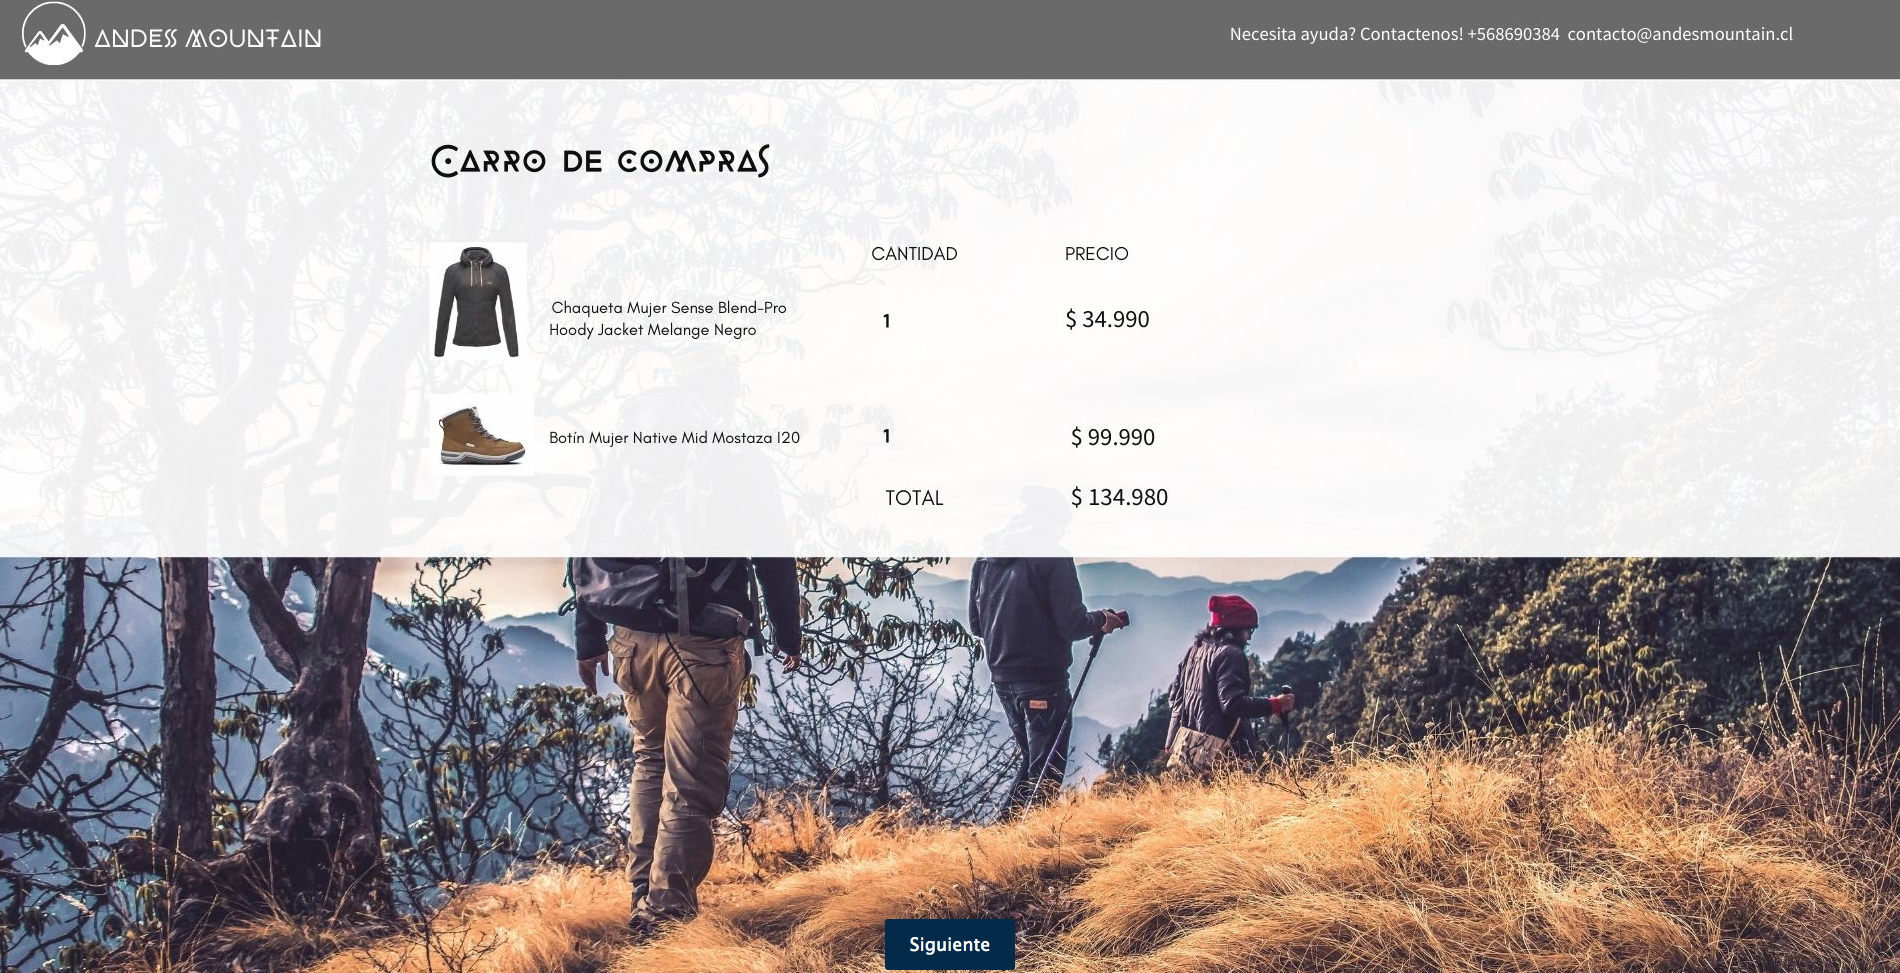 ANDES MOUNTAIN
Necesita ayuda? Contactenos! +568690384 contacto@andesmountain.cl
CARRO DE COMPRAS
CANTIDAD PRECIO
Chaqueta Mujer Sense Blend-Pro
Hoody Jacket Melange Negro
1 $ 34.990
Botín Mujer Native Mid Mostaza I20
1 $ 99.990
TOTAL $ 134.980
Siguiente